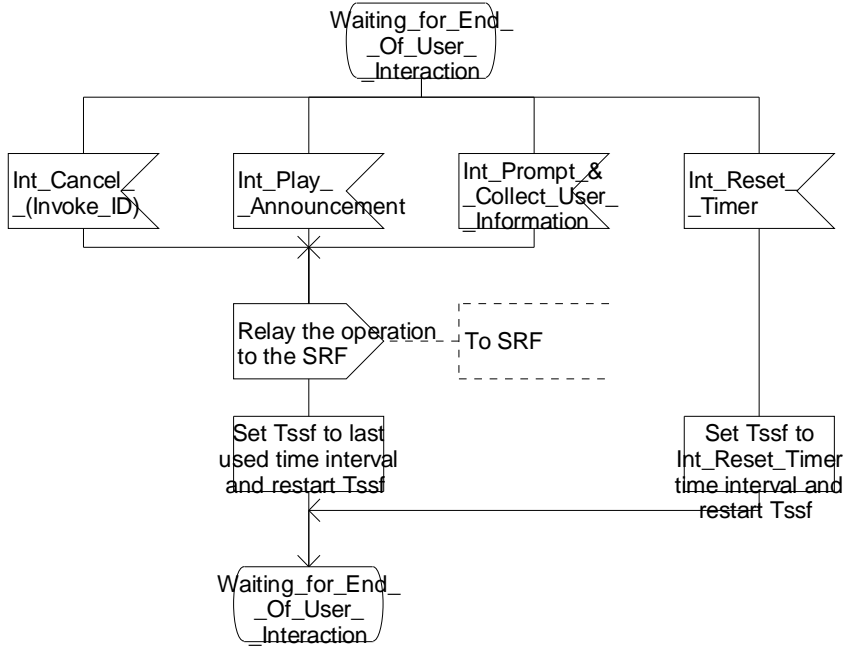 Waiting_for_End_
_Of_User_
_Interaction
Int_Cancel_
_(Invoke_ID)
Int_Play_
_Announcement
Int_Prompt_&
_Collect_User_
_Information
Int_Reset_
_Timer
Relay the operation
to the SRF
To SRF
Set Tssf to last
used time interval
and restart Tssf
Set Tssf to
Int_Reset_Timer
time interval and
restart Tssf
Waiting_for_End_
_Of_User_
_Interaction